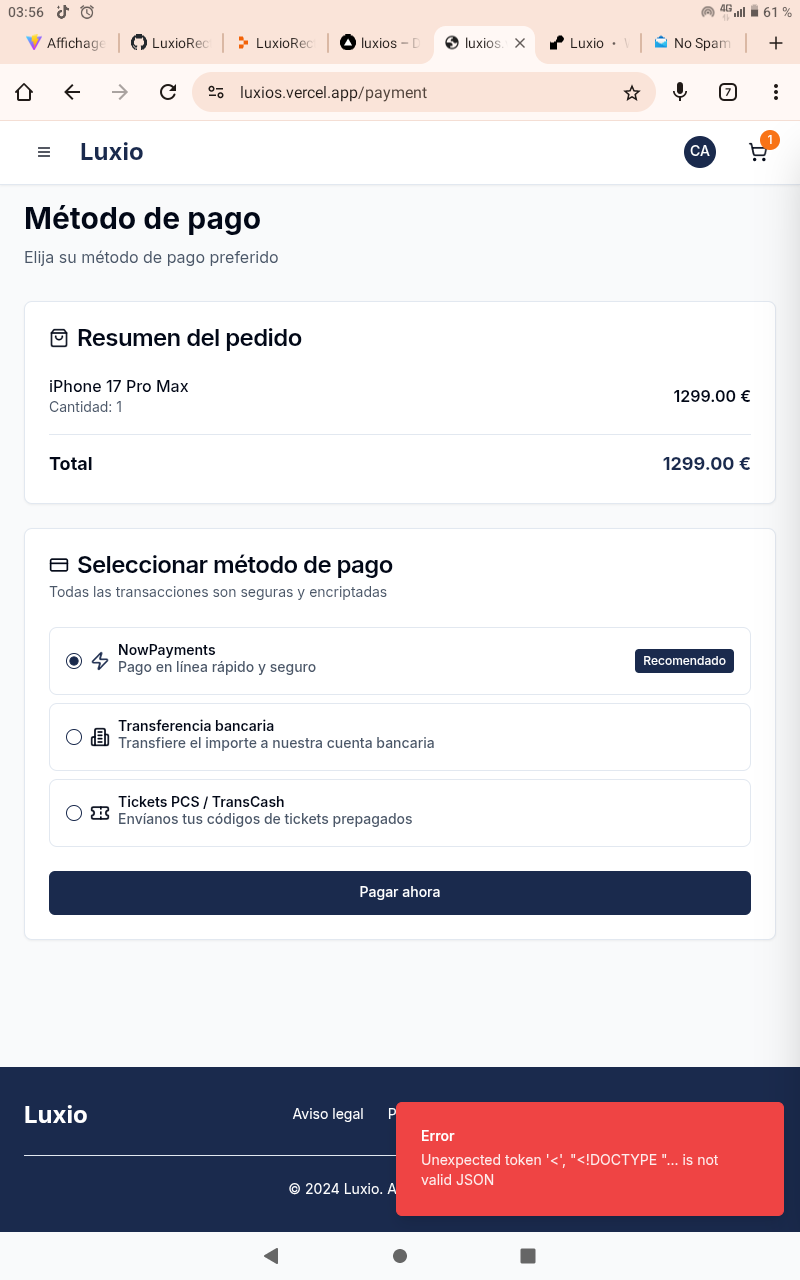 03:56
4G
61 %
Affichage
LuxioRec
LuxioRec
luxios – D
luxios.
Luxio
No Spam
luxios.vercel.app/payment
7
Luxio
CA
1
Método de pago
Elija su método de pago preferido
Resumen del pedido
iPhone 17 Pro Max
Cantidad: 1
1299.00 €
Total
1299.00 €
Seleccionar método de pago
Todas las transacciones son seguras y encriptadas
NowPayments
Pago en línea rápido y seguro
Recomendado
Transferencia bancaria
Transfiere el importe a nuestra cuenta bancaria
Tickets PCS / TransCash
Envíanos tus códigos de tickets prepagados
Pagar ahora
Luxio
Aviso legal
P
© 2024 Luxio. A
Error
Unexpected token '<', "<!DOCTYPE "... is not
valid JSON